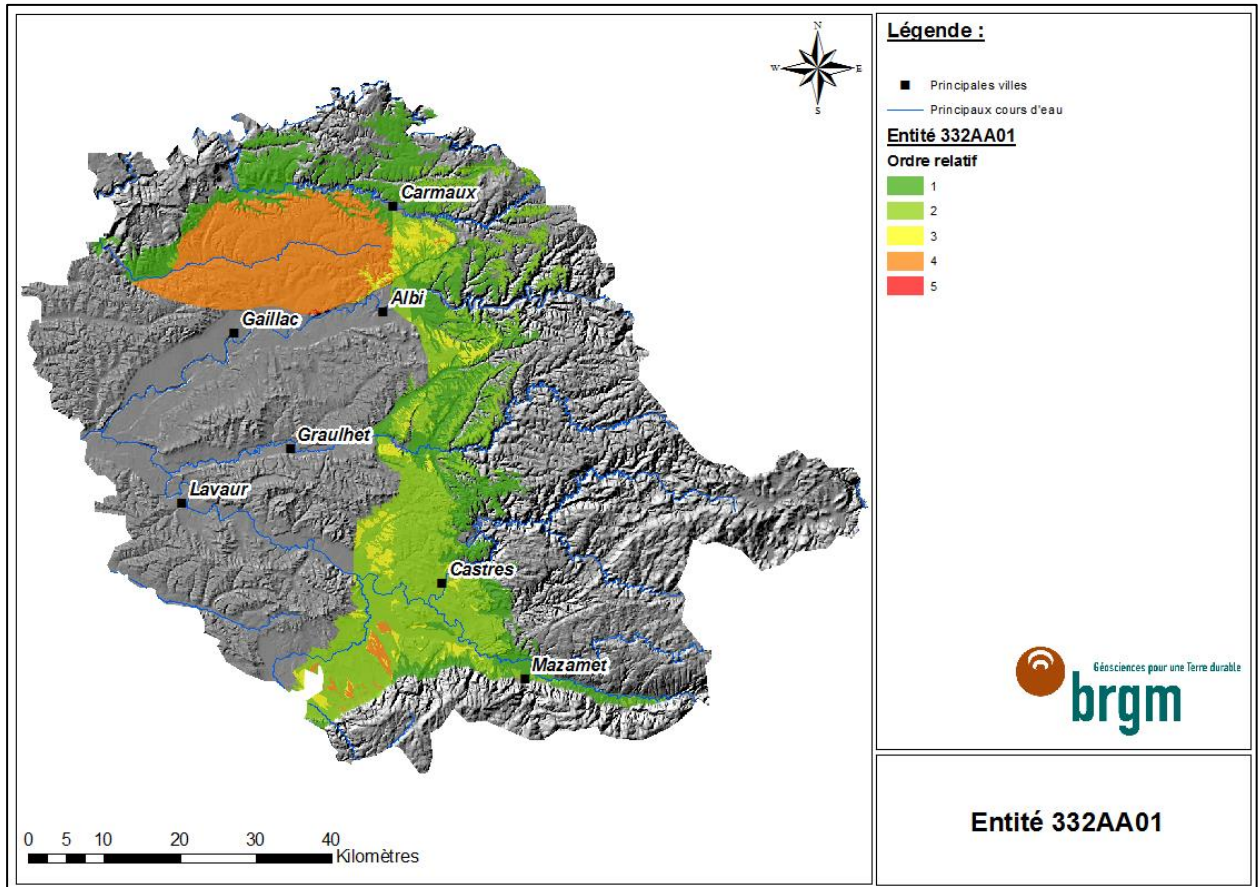 N
W
E
S
Carmaux
Albi
Gaillac
Graulhet
Lavaur
Castres
Mazamet
0 5 10 20 30 40
Kilomètres
Légende :
Principales villes
Principaux cours d'eau
Entité 332AA01
Ordre relatif
1
2
3
4
5
Géosciences pour une Terre durable
brgm
Entité 332AA01